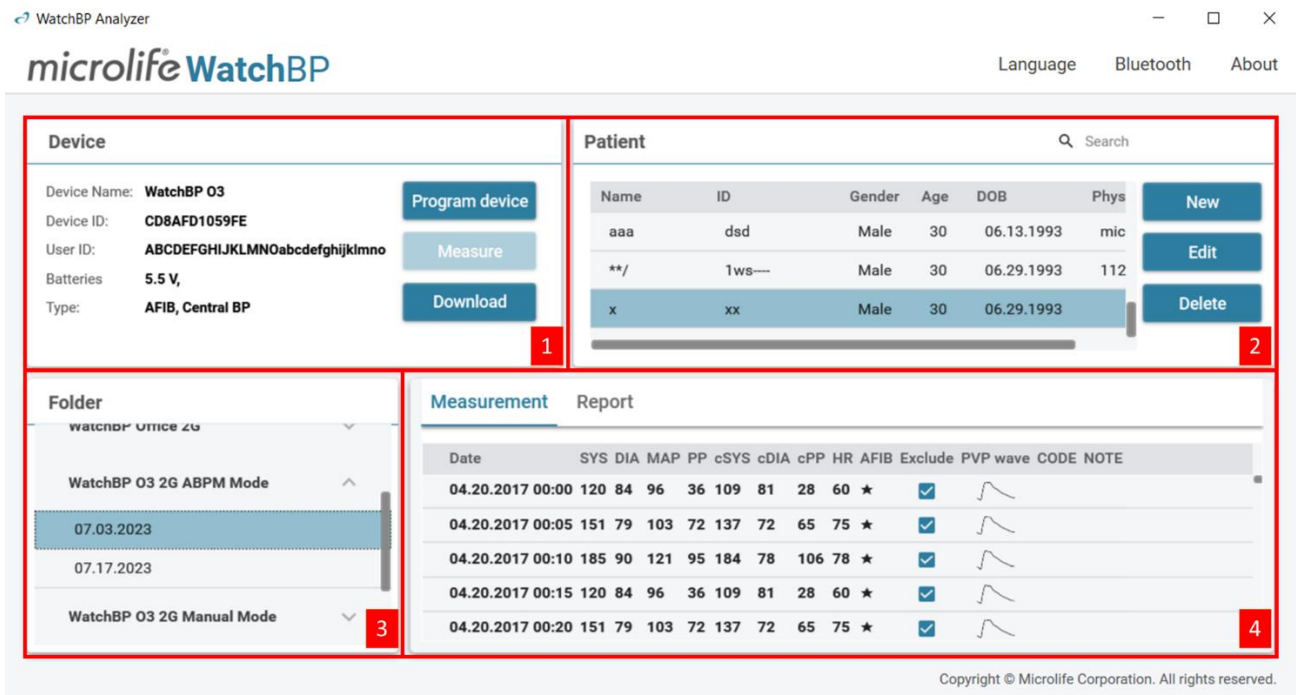 WatchBP Analyzer
microlife® WatchBP
Language Bluetooth About
Device
Device Name: WatchBP O3
Device ID: CD8AFD1059FE
User ID: ABCDEFGHIJKLMNOabcdefghijklmno
Batteries 5.5 V,
Type: AFIB, Central BP
Program device
Measure
Download
1
Patient
Search
Name ID Gender Age DOB Phys
aaa dsd Male 30 06.13.1993 mic
**/ 1ws---- Male 30 06.29.1993 112
x xx Male 30 06.29.1993
New
Edit
Delete
2
Folder
WatchBP Office 2G
WatchBP O3 2G ABPM Mode
07.03.2023
07.17.2023
WatchBP O3 2G Manual Mode
3
Measurement Report
Date SYS DIA MAP PP cSYS cDIA cPP HR AFIB Exclude PVP wave CODE NOTE
04.20.2017 00:00 120 84 96 36 109 81 28 60 ★
04.20.2017 00:05 151 79 103 72 137 72 65 75 ★
04.20.2017 00:10 185 90 121 95 184 78 106 78 ★
04.20.2017 00:15 120 84 96 36 109 81 28 60 ★
04.20.2017 00:20 151 79 103 72 137 72 65 75 ★
4
Copyright © Microlife Corporation. All rights reserved.